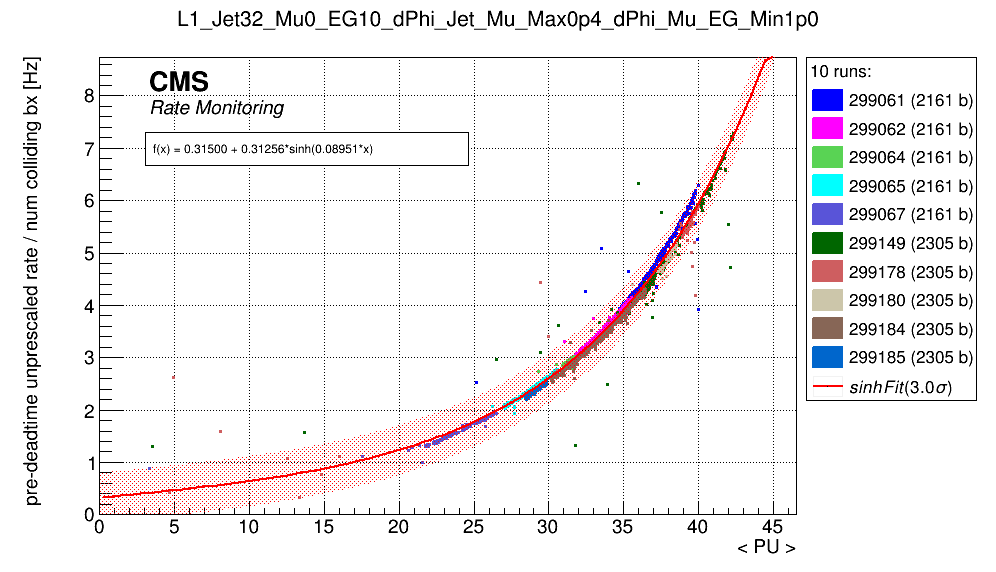 L1_Jet32_Mu0_EG10_dPhi_Jet_Mu_Max0p4_dPhi_Mu_EG_Min1p0
pre-deadtime unprescaled rate / num colliding bx [Hz]
CMS
Rate Monitoring
f(x) = 0.31500 + 0.31256*sinh(0.08951*x)
8
7
6
5
4
3
2
1
0
0 5 10 15 20 25 30 35 40 45
< PU >
10 runs:
299061 (2161 b)
299062 (2161 b)
299064 (2161 b)
299065 (2161 b)
299067 (2161 b)
299149 (2305 b)
299178 (2305 b)
299180 (2305 b)
299184 (2305 b)
299185 (2305 b)
sinhFit(3.0σ)